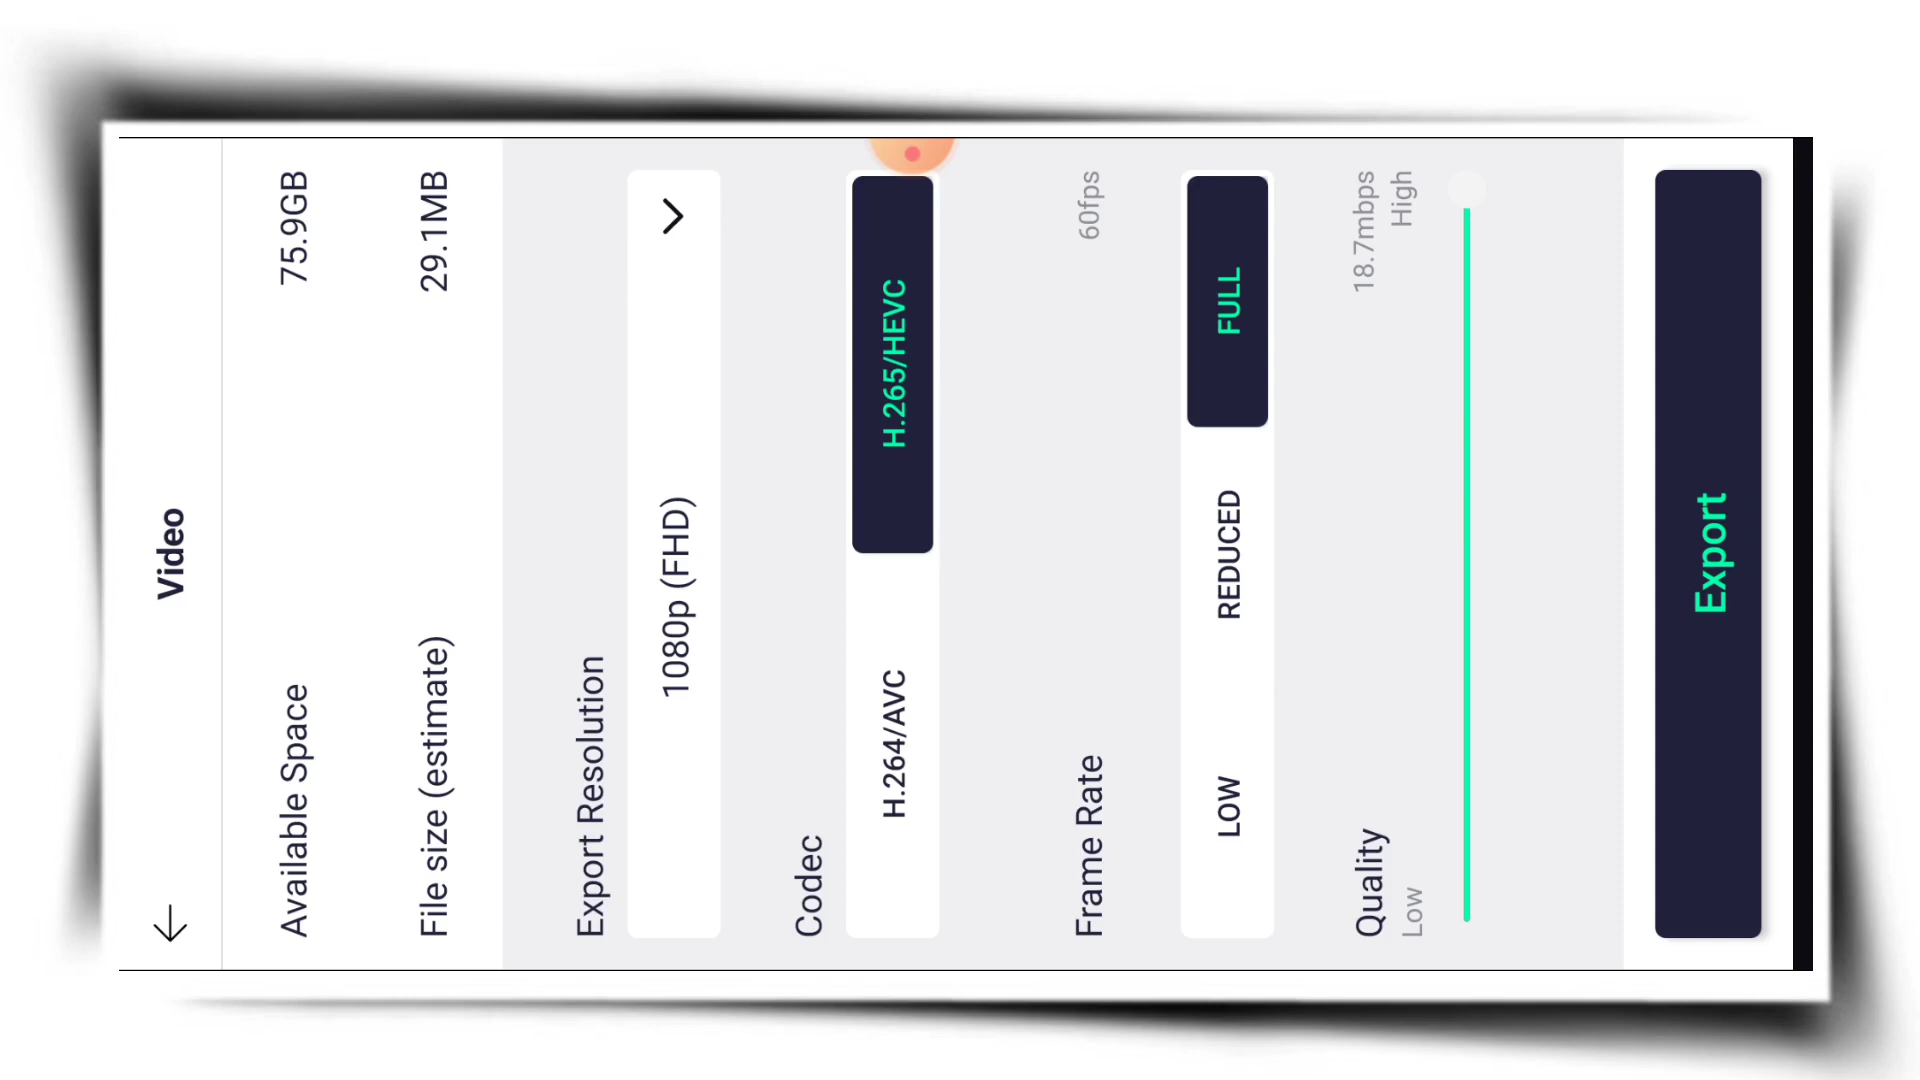 Video
Available Space 75.9GB
File size (estimate) 29.1MB
Export Resolution
1080p (FHD)
Codec
H.264/AVC H.265/HEVC
Frame Rate 60fps
LOW REDUCED FULL
Quality 18.7mbps
Low High
Export